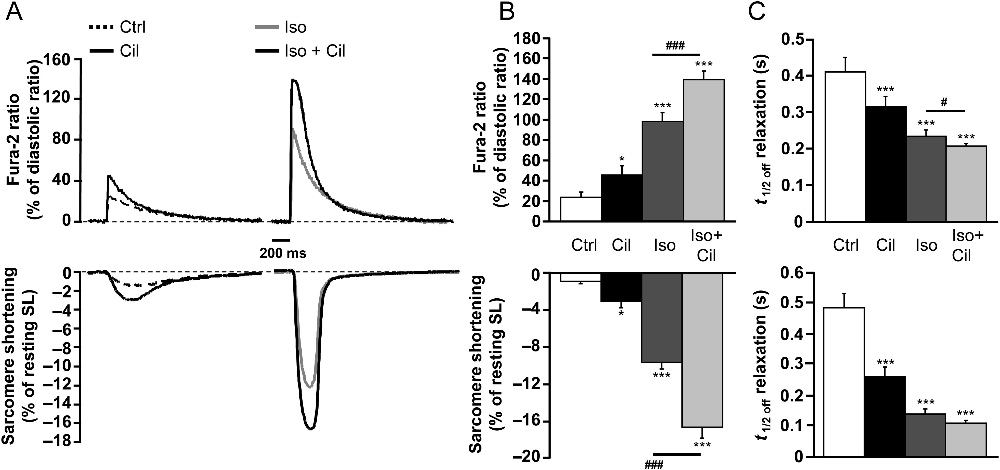 A
Ctrl
Cil
Iso
Iso + Cil
Fura-2 ratio
(% of diastolic ratio)
160
120
80
40
0
200 ms
Sarcomere shortening
(% of resting SL)
0
–2
–4
–6
–8
–10
–12
–14
–16
–18
B
Fura-2 ratio
(% of diastolic ratio)
180
160
140
120
100
80
60
40
20
0
*
***
***
###
Ctrl
Cil
Iso
Iso+
Cil
Sarcomere shortening
(% of resting SL)
0
–4
–8
–12
–16
–20
*
***
***
###
C
t 1/2 off relaxation (s)
0.5
0.4
0.3
0.2
0.1
0
***
***
***
#
Ctrl
Cil
Iso
Iso+
Cil
t 1/2 off relaxation (s)
0.6
0.5
0.4
0.3
0.2
0.1
0
***
***
***